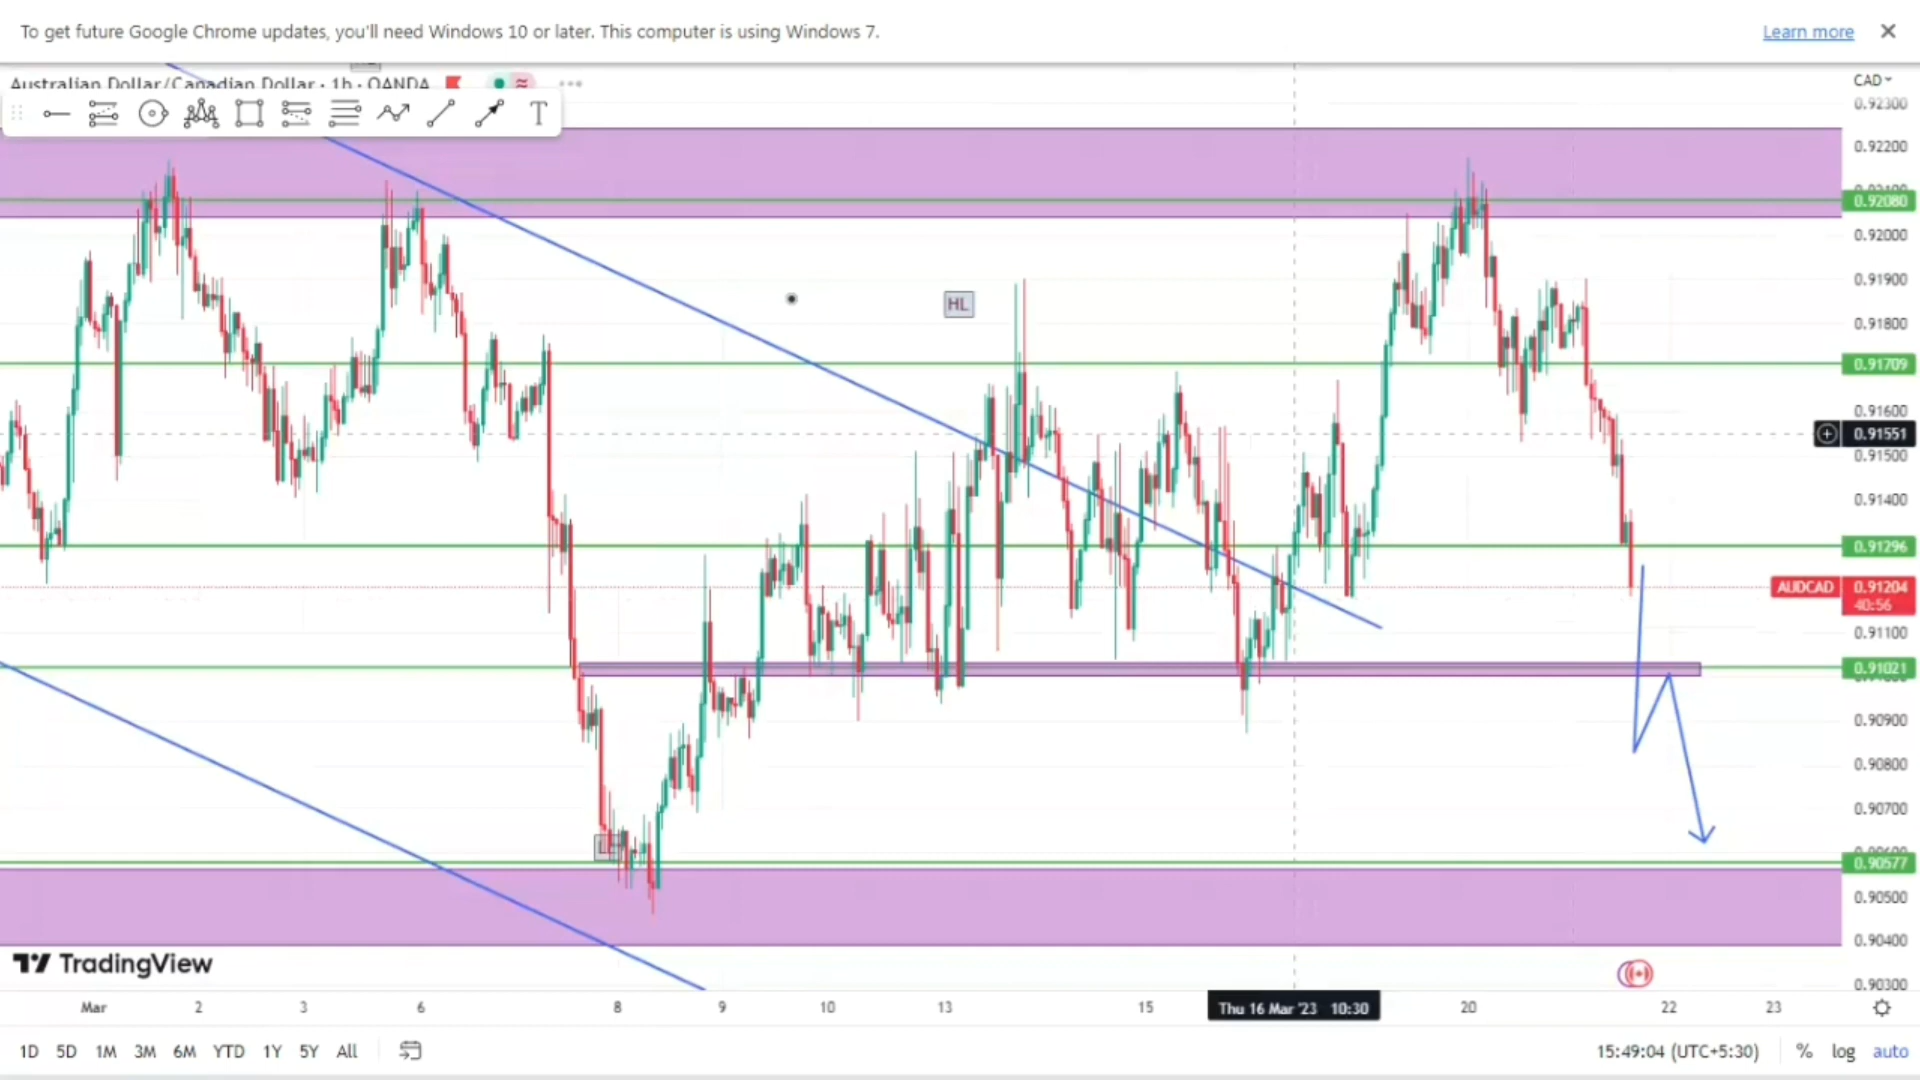 To get future Google Chrome updates, you'll need Windows 10 or later. This computer is using Windows 7.
Learn more
Australian Dollar/Canadian Dollar · 1h · OANDA
CAD
0.92300
0.92200
0.92080
0.92000
0.91900
HL
0.91800
0.91709
0.91600
0.91551
0.91500
0.91400
0.91296
AUDCAD 0.91204
40:56
0.91100
0.91021
0.90900
0.90800
0.90700
0.90577
0.90500
0.90400
TradingView
0.90300
Mar 2 3 6 8 9 10 13 15 Thu 16 Mar '23 10:30 20 22 23
1D 5D 1M 3M 6M YTD 1Y 5Y All 15:49:04 (UTC+5:30) % log auto